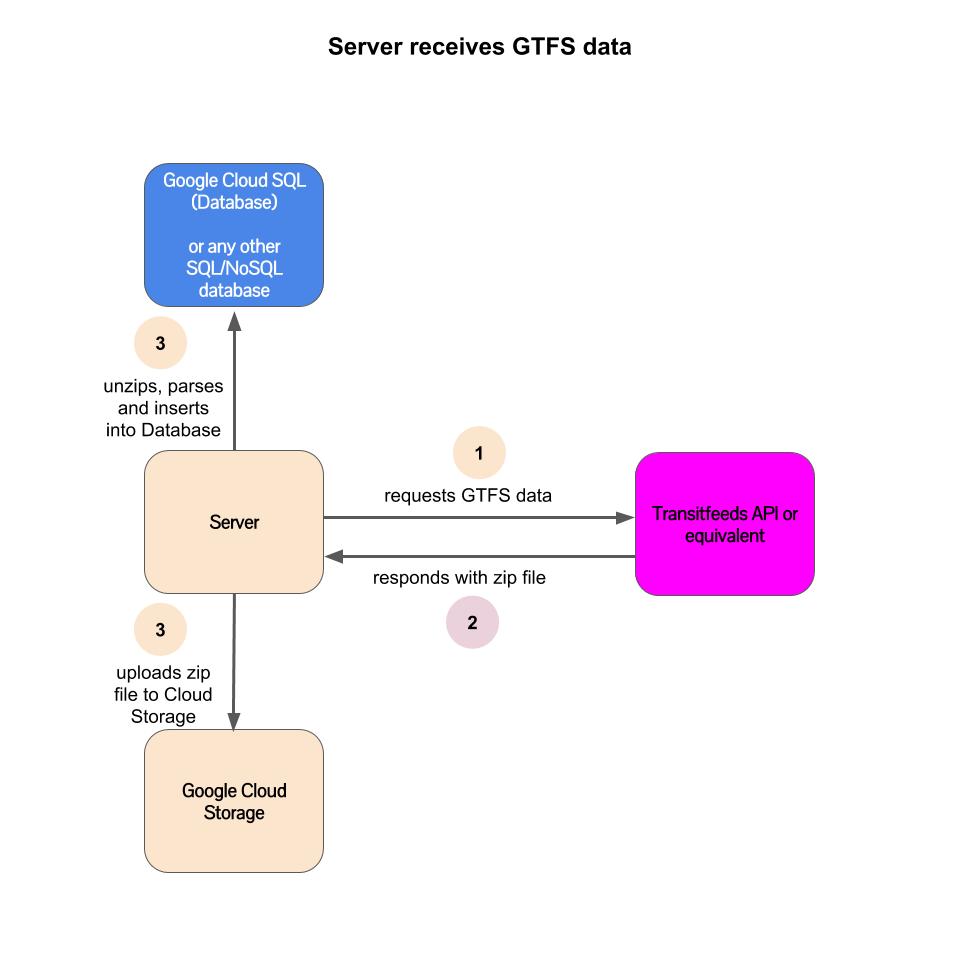 Server receives GTFS data
Google Cloud SQL
(Database)
or any other
SQL/NoSQL
database
3
unzips, parses
and inserts
into Database
1
requests GTFS data
Server
Transitfeeds API or
equivalent
responds with zip file
2
3
uploads zip
file to Cloud
Storage
Google Cloud
Storage